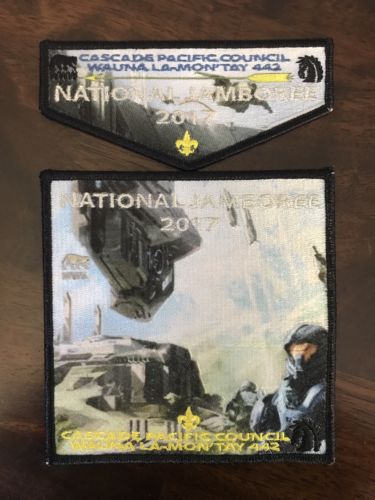 CASCADE PACIFIC COUNCIL
WAUNA LA-MON'TAY 442
NATIONAL JAMBOREE
2017
NATIONAL JAMBOREE
2017
CASCADE PACIFIC COUNCIL
WAUNA LA-MON'TAY 442